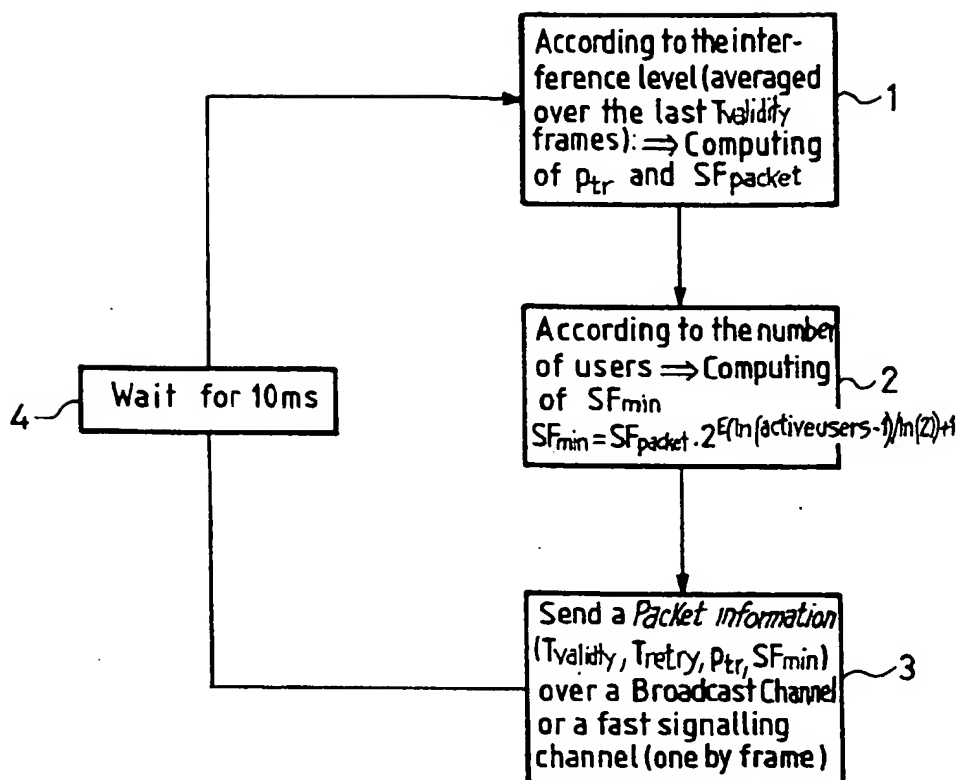 According to the inter-
ference level (averaged
over the last Tvalidity
frames): ⇒ Computing
of ptr and SFpacket
1
According to the number
of users ⇒ Computing
of SFmin
SFmin = SFpacket . 2^E(ln(activeusers-1)/ln(2))+1
2
Send a Packet information
(Tvalidity, Tretry, ptr, SFmin)
over a Broadcast Channel
or a fast signalling
channel (one by frame)
3
Wait for 10ms
4